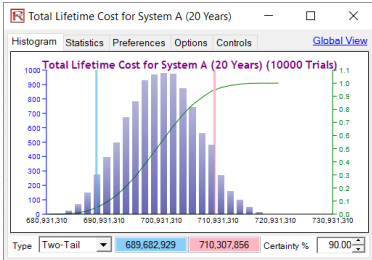 Total Lifetime Cost for System A (20 Years)
Histogram Statistics Preferences Options Controls Global View
Total Lifetime Cost for System A (20 Years) (10000 Trials)
1000 1.1
900 1.0
800 0.9
700 0.8
600 0.7
500 0.6
400 0.5
300 0.4
200 0.3
100 0.2
0 0.1
0.0
680,931,310 690,931,310 700,931,310 710,931,310 720,931,310 730,931,310
Type Two-Tail 689,682,929 710,307,856 Certainty % 90.00